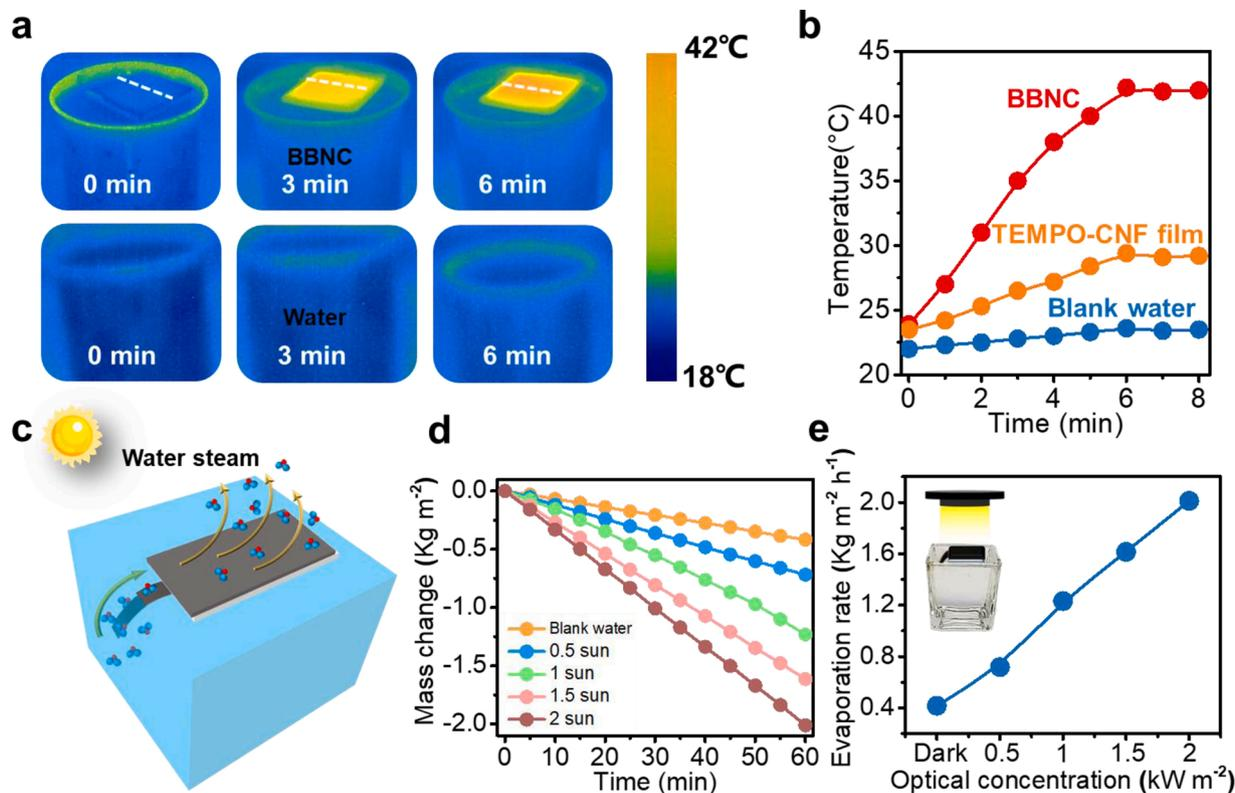 a
0 min
BBNC
3 min
6 min
0 min
Water
3 min
6 min
42℃
18℃
b
Temperature(°C)
45
40
35
30
25
20
BBNC
TEMPO-CNF film
Blank water
0 2 4 6 8
Time (min)
c
Water steam
d
Mass change (Kg m⁻²)
0.0
-0.5
-1.0
-1.5
-2.0
Blank water
0.5 sun
1 sun
1.5 sun
2 sun
0 10 20 30 40 50 60
Time (min)
e
Evaporation rate (Kg m⁻² h⁻¹)
2.0
1.6
1.2
0.8
0.4
Dark 0.5 1 1.5 2
Optical concentration (kW m⁻²)